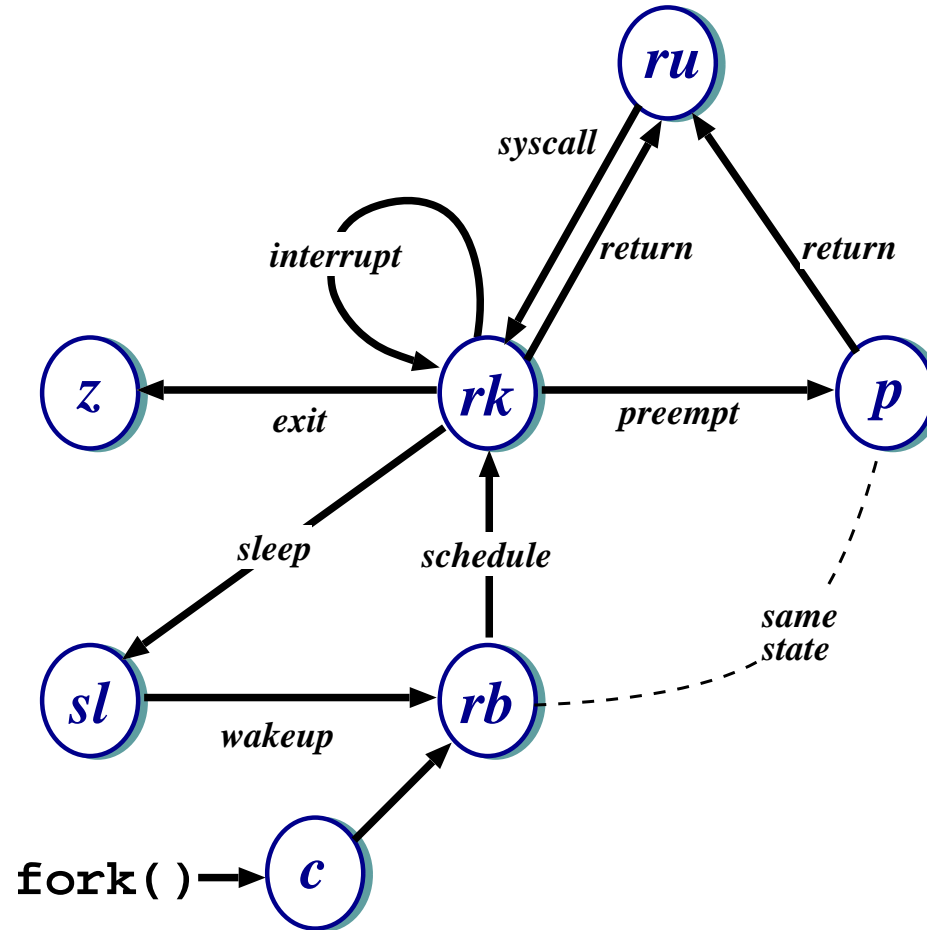 ru
syscall
interrupt
return
return
z
rk
p
exit
preempt
sleep
schedule
same
state
sl
rb
wakeup
fork()
c